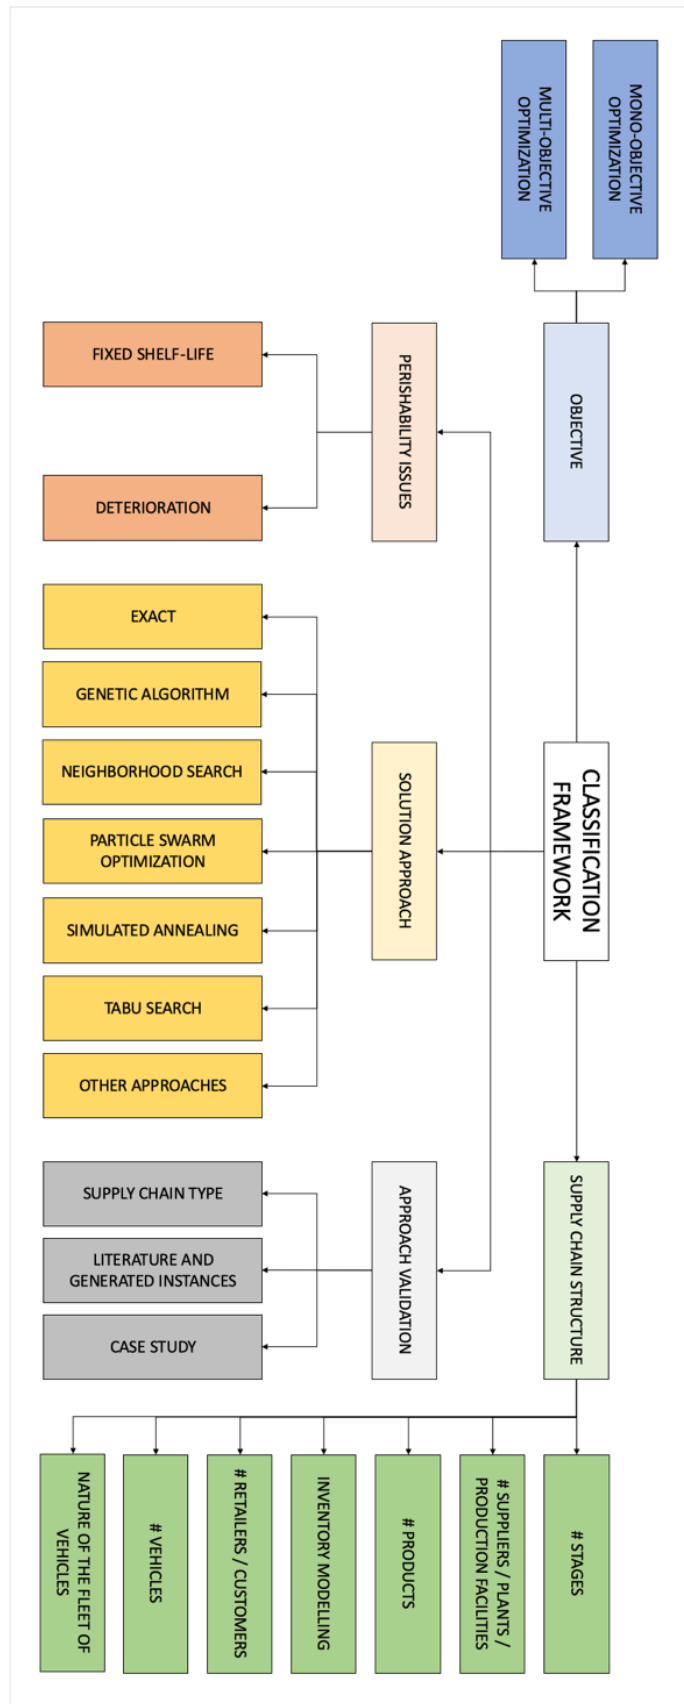 MONO-OBJECTIVE
OPTIMIZATION
MULTI-OBJECTIVE
OPTIMIZATION
OBJECTIVE
PERISHABILITY ISSUES
FIXED SHELF-LIFE
DETERIORATION
CLASSIFICATION
FRAMEWORK
SOLUTION APPROACH
EXACT
GENETIC ALGORITHM
NEIGHBORHOOD SEARCH
PARTICLE SWARM
OPTIMIZATION
SIMULATED ANNEALING
TABU SEARCH
OTHER APPROACHES
SUPPLY CHAIN STRUCTURE
APPROACH VALIDATION
SUPPLY CHAIN TYPE
LITERATURE AND
GENERATED INSTANCES
CASE STUDY
# STAGES
# SUPPLIERS / PLANTS /
PRODUCTION FACILITIES
# PRODUCTS
INVENTORY MODELLING
# RETAILERS / CUSTOMERS
# VEHICLES
NATURE OF THE FLEET OF
VEHICLES